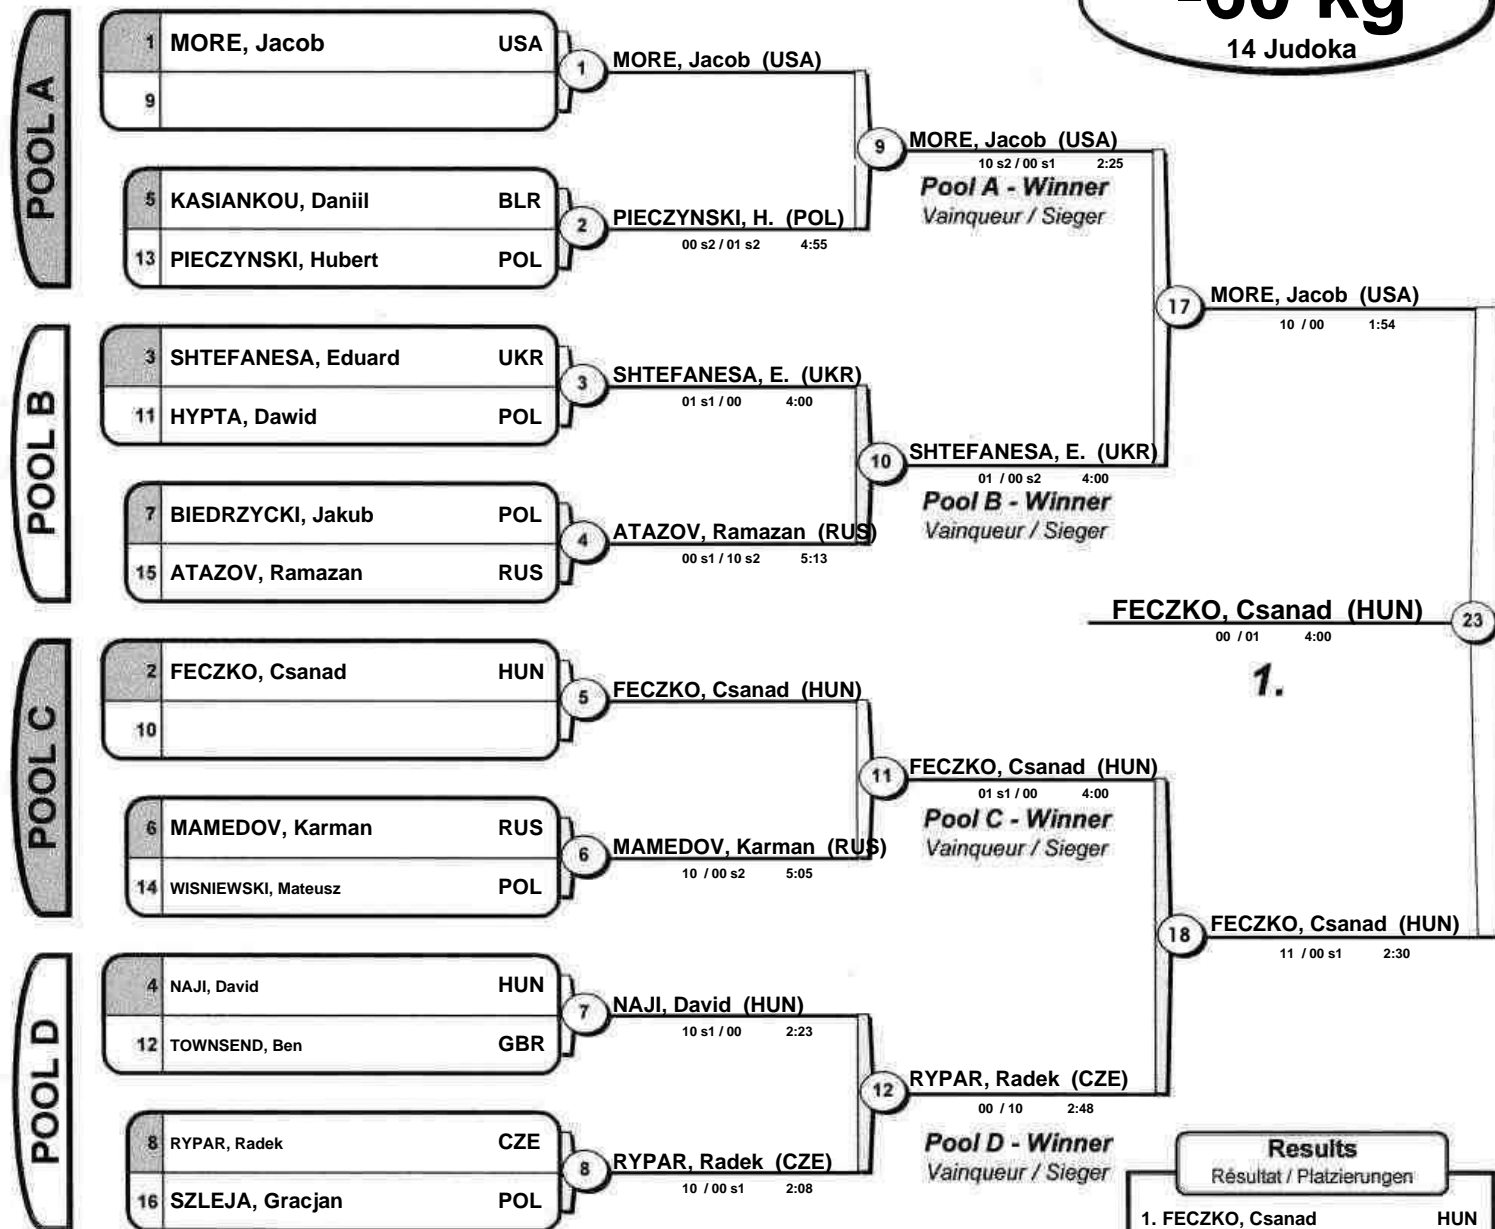 -60 kg
14 Judoka
POOL A
1 MORE, Jacob USA
9
1 MORE, Jacob (USA)
5 KASIANKOU, Daniil BLR
13 PIECZYNSKI, Hubert POL
2 PIECZYNSKI, H. (POL)
00 s2 / 01 s2 4:55
9 MORE, Jacob (USA)
10 s2 / 00 s1 2:25
Pool A - Winner
Vainqueur / Sieger
17 MORE, Jacob (USA)
10 / 00 1:54
POOL B
3 SHTEFANESA, Eduard UKR
11 HYPTA, Dawid POL
3 SHTEFANESA, E. (UKR)
01 s1 / 00 4:00
7 BIEDRZYCKI, Jakub POL
15 ATAZOV, Ramazan RUS
4 ATAZOV, Ramazan (RUS)
00 s1 / 10 s2 5:13
10 SHTEFANESA, E. (UKR)
01 / 00 s2 4:00
Pool B - Winner
Vainqueur / Sieger
FECZKO, Csanad (HUN) 23
00 / 01 4:00
1.
POOL C
2 FECZKO, Csanad HUN
10
5 FECZKO, Csanad (HUN)
6 MAMEDOV, Karman RUS
14 WISNIEWSKI, Mateusz POL
6 MAMEDOV, Karman (RUS)
10 / 00 s2 5:05
11 FECZKO, Csanad (HUN)
01 s1 / 00 4:00
Pool C - Winner
Vainqueur / Sieger
18 FECZKO, Csanad (HUN)
11 / 00 s1 2:30
POOL D
4 NAJI, David HUN
12 TOWNSEND, Ben GBR
7 NAJI, David (HUN)
10 s1 / 00 2:23
8 RYPAR, Radek CZE
16 SZLEJA, Gracjan POL
8 RYPAR, Radek (CZE)
10 / 00 s1 2:08
12 RYPAR, Radek (CZE)
00 / 10 2:48
Pool D - Winner
Vainqueur / Sieger
Results
Résultat / Platzierungen
1. FECZKO, Csanad HUN